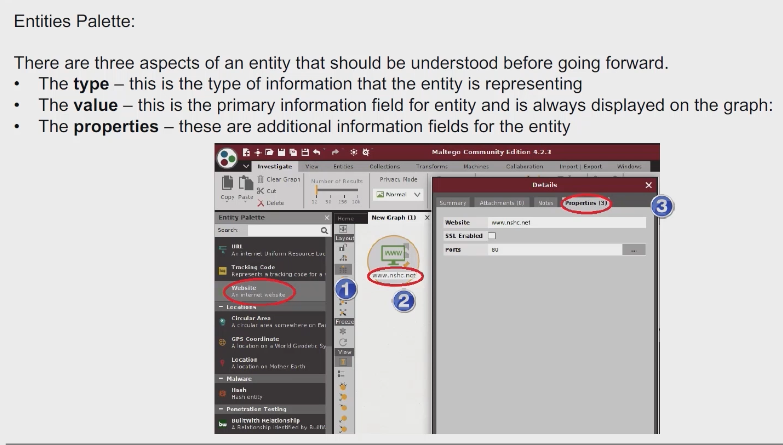 Entities Palette:
There are three aspects of an entity that should be understood before going forward.
• The type – this is the type of information that the entity is representing
• The value – this is the primary information field for entity and is always displayed on the graph:
• The properties – these are additional information fields for the entity
Maltego Community Edition 4.2.3
Investigate View Entities Collections Transforms Machines Collaboration Import | Export Windows
Copy Paste
Clear Graph
Cut
Delete
Number of Results
12 50 256 10k
Privacy Mode
Normal
Entity Palette
Search
URL
An internet Uniform Resource Loc
Tracking Code
Represents a tracking code for a
Website
An internet website
Locations
Circular Area
A circular area somewhere on Ea
GPS Coordinate
A location on a World Geodetic Sy
Location
A location on Mother Earth
Malware
Hash
Hash entity
Penetration Testing
BuiltWith Relationship
A Relationship identified by BuiltW
Home
Layout
Freeze
View
New Graph (1)
WWW
www.nshc.net
1
2
3
Details
Summary Attachments (0) Notes Properties (3)
Website www.nshc.net
SSL Enabled
Ports 80 ...